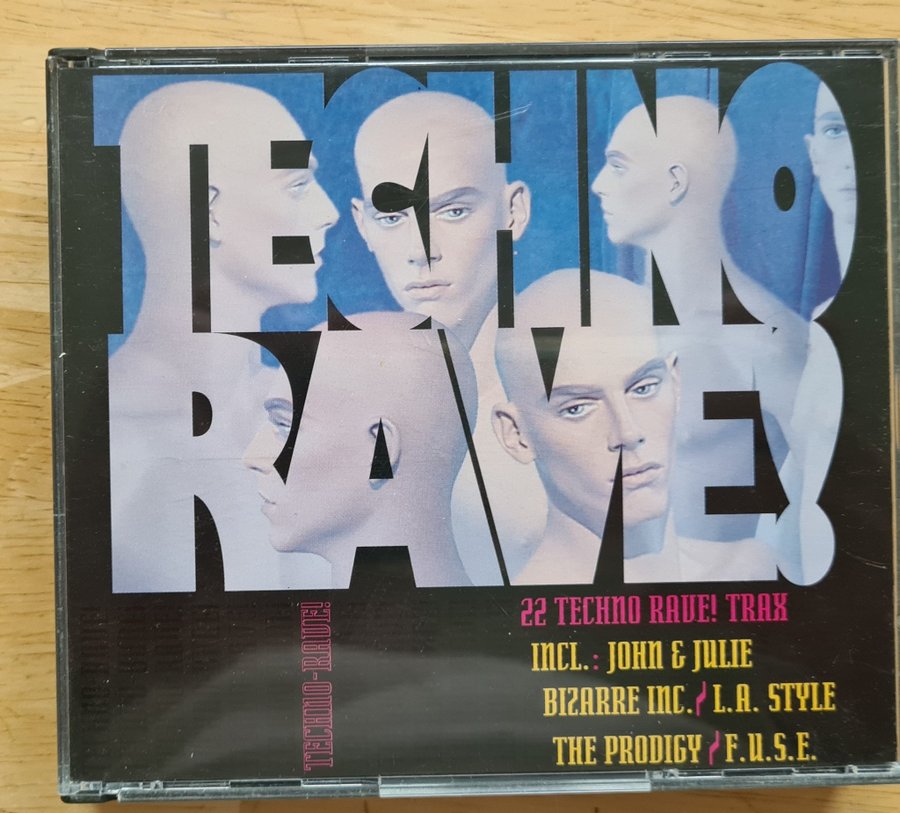 TECHNO
RAVE!
22 TECHNO RAVE! TRAX
INCL.: JOHN & JULIE
BIZARRE INC./ L.A. STYLE
THE PRODIGY / F.U.S.E.
TECHNO-RAVE!